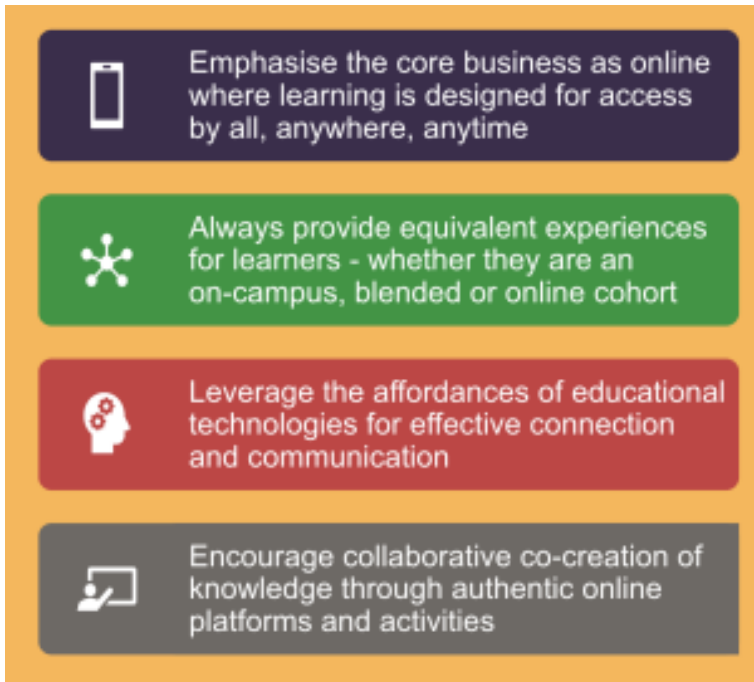 Emphasise the core business as online
where learning is designed for access
by all, anywhere, anytime
Always provide equivalent experiences
for learners - whether they are an
on-campus, blended or online cohort
Leverage the affordances of educational
technologies for effective connection
and communication
Encourage collaborative co-creation of
knowledge through authentic online
platforms and activities